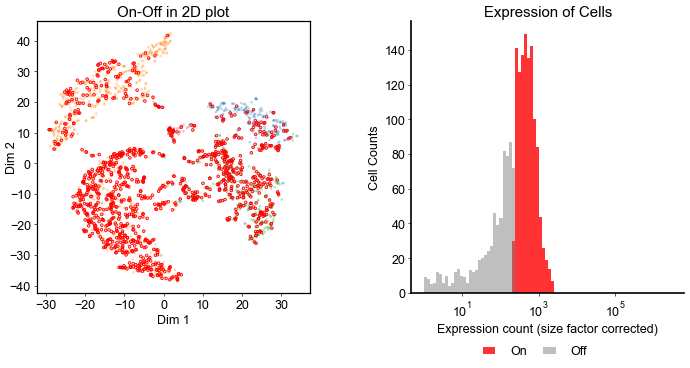 On-Off in 2D plot
Dim 2
40
30
20
10
0
−10
−20
−30
−40
−30 −20 −10 0 10 20 30
Dim 1
Expression of Cells
Cell Counts
140
120
100
80
60
40
20
0
10^1 10^3 10^5
Expression count (size factor corrected)
On Off